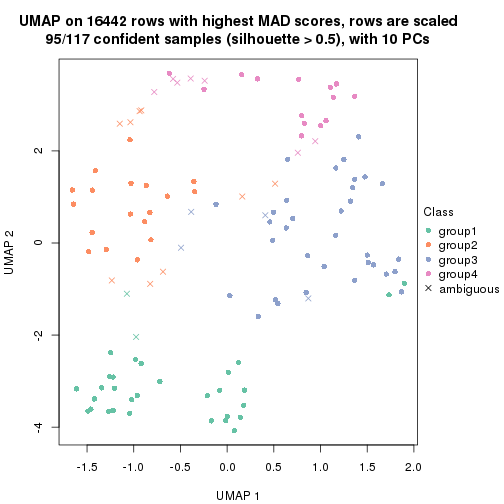 UMAP on 16442 rows with highest MAD scores, rows are scaled
95/117 confident samples (silhouette > 0.5), with 10 PCs
2
0
-2
-4
UMAP 2
-1.5 -1.0 -0.5 0.0 0.5 1.0 1.5 2.0
UMAP 1
Class
group1
group2
group3
group4
ambiguous